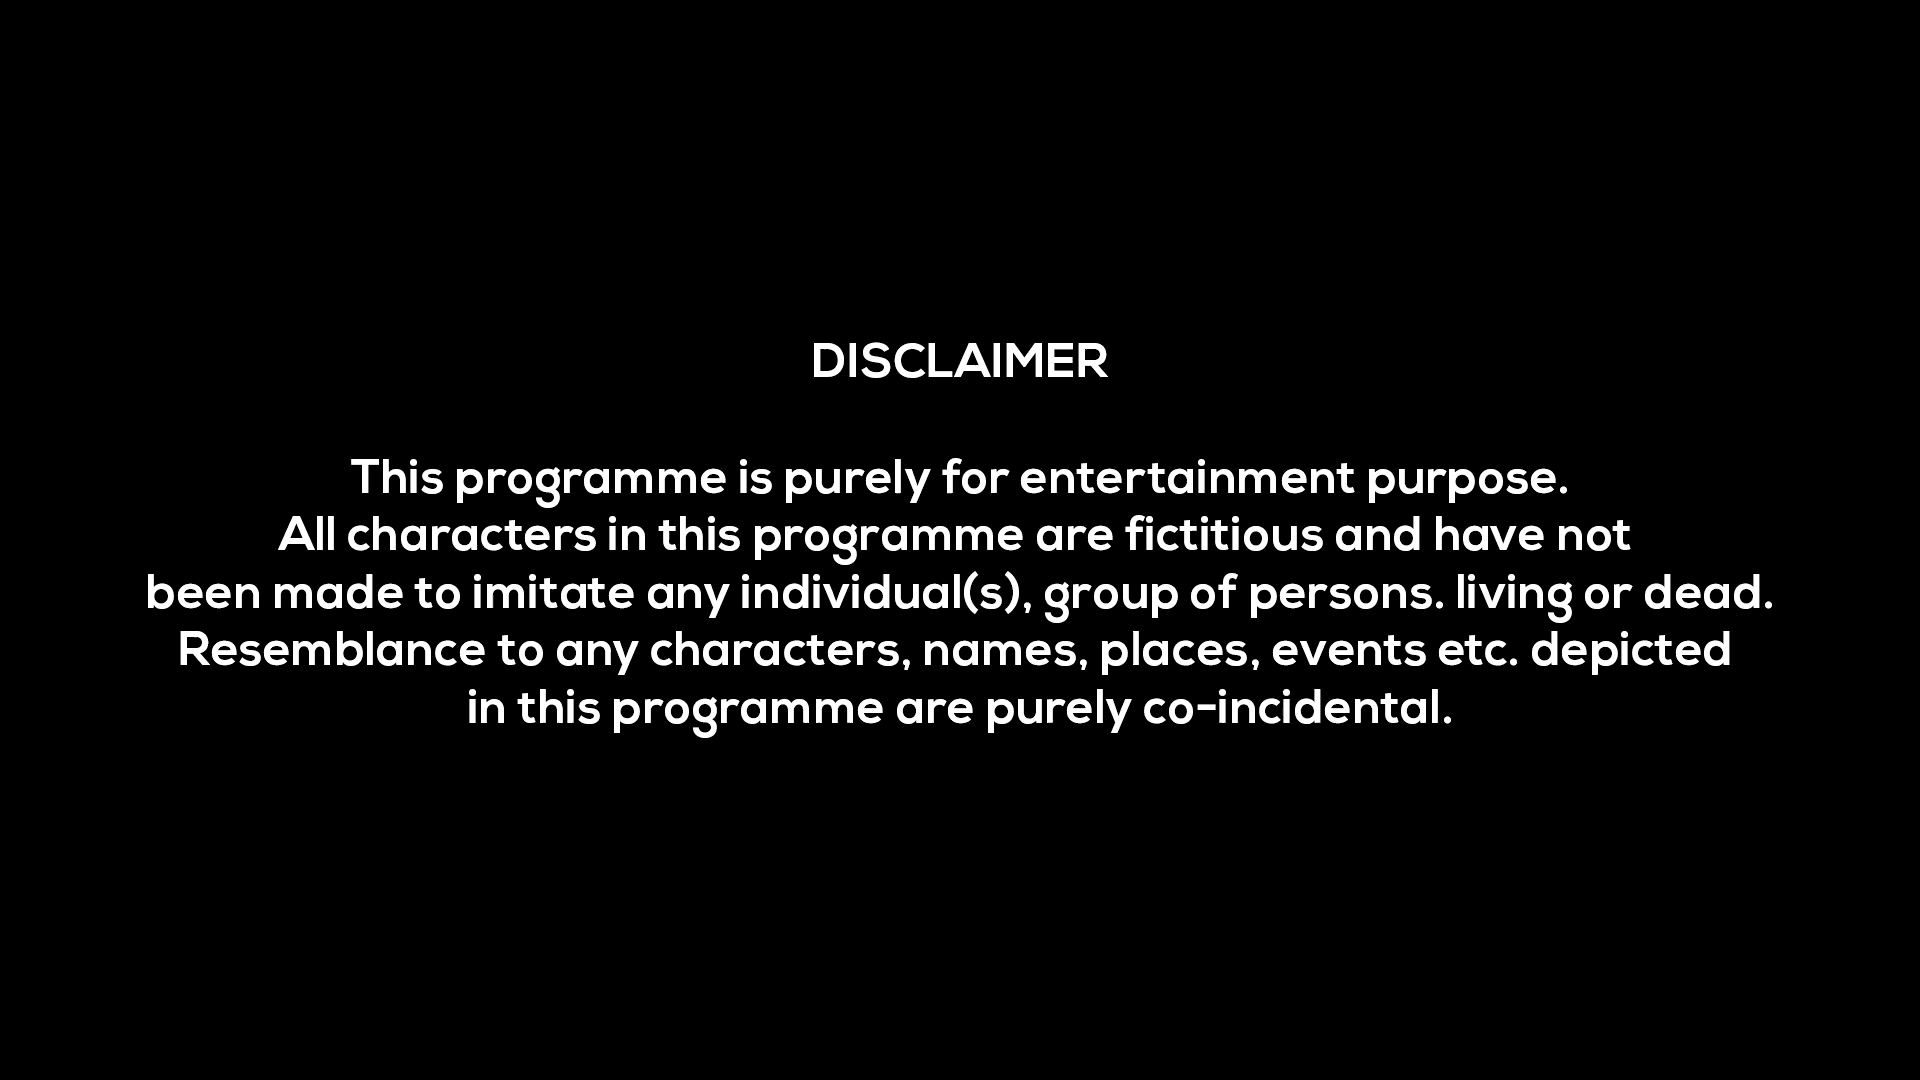 DISCLAIMER
This programme is purely for entertainment purpose.
All characters in this programme are fictitious and have not
been made to imitate any individual(s), group of persons. living or dead.
Resemblance to any characters, names, places, events etc. depicted
in this programme are purely co-incidental.